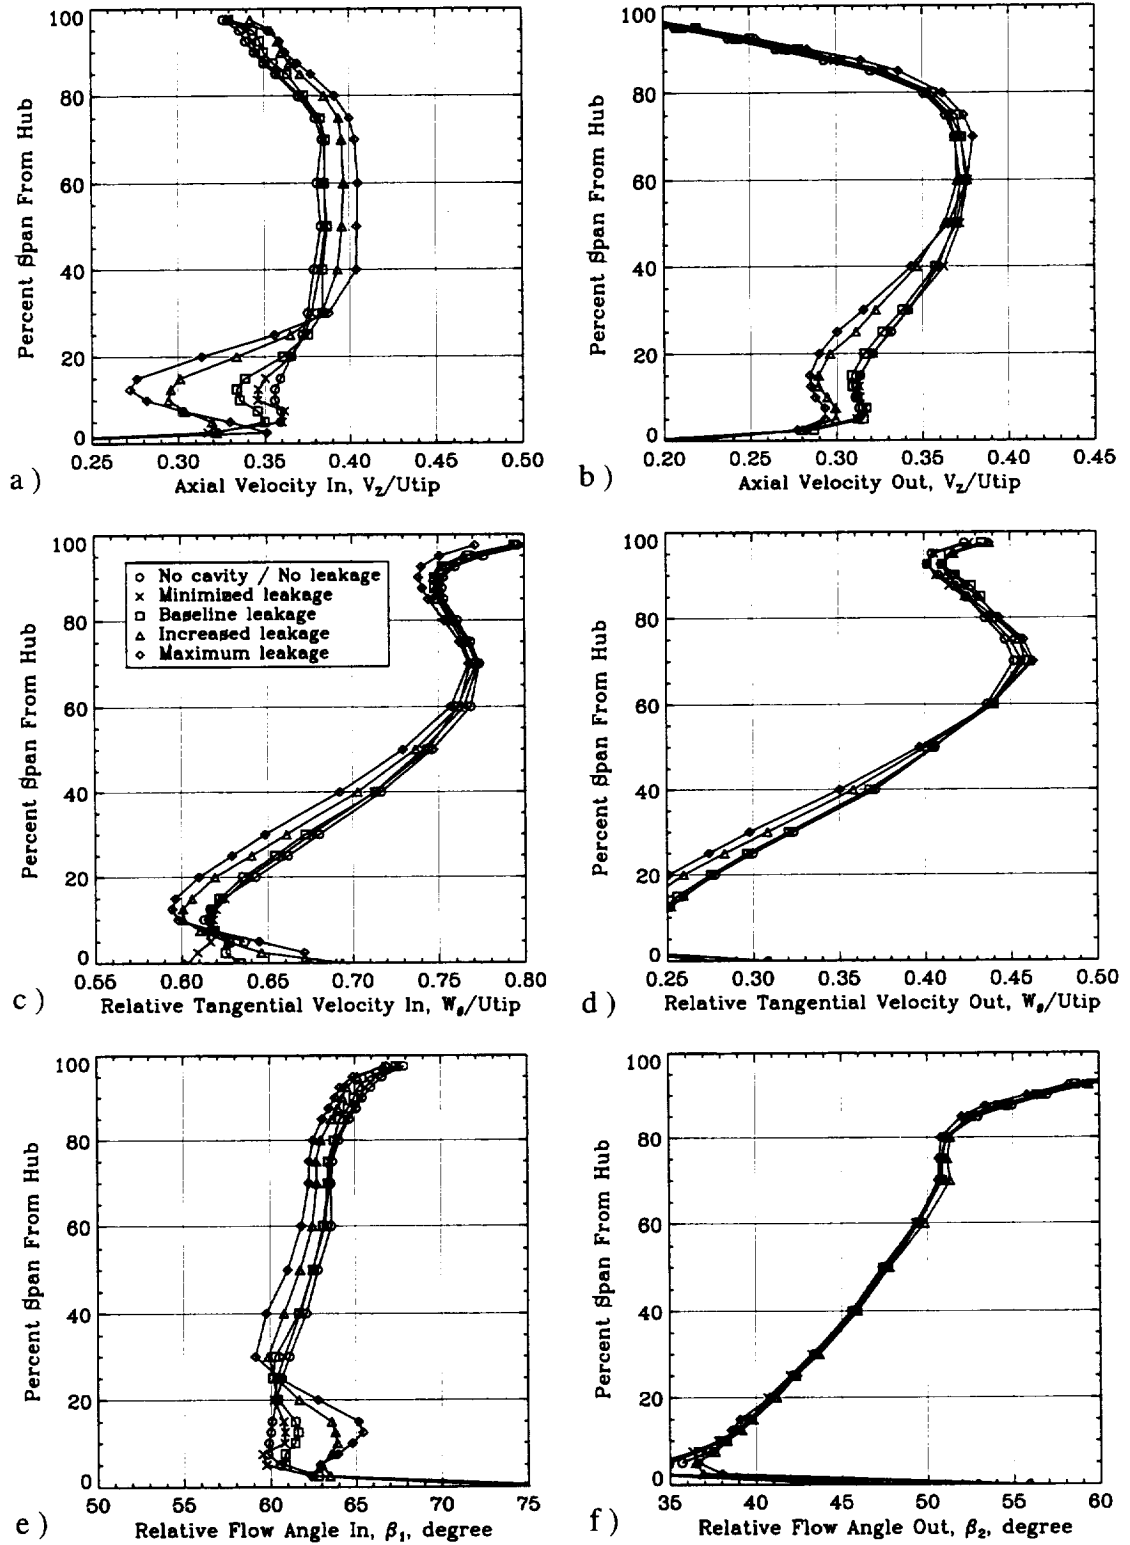 100
80
60
40
20
0
Percent Span From Hub
0.25 0.30 0.35 0.40 0.45 0.50
a) Axial Velocity In, Vz/Utip
100
80
60
40
20
0
Percent Span From Hub
0.20 0.25 0.30 0.35 0.40 0.45
b) Axial Velocity Out, Vz/Utip
100
80
60
40
20
0
Percent Span From Hub
No cavity / No leakage
Minimized leakage
Baseline leakage
Increased leakage
Maximum leakage
0.55 0.60 0.65 0.70 0.75 0.80
c) Relative Tangential Velocity In, Wθ/Utip
100
80
60
40
20
0
Percent Span From Hub
0.25 0.30 0.35 0.40 0.45 0.50
d) Relative Tangential Velocity Out, Wθ/Utip
100
80
60
40
20
0
Percent Span From Hub
50 55 60 65 70 75
e) Relative Flow Angle In, β₁, degree
100
80
60
40
20
0
Percent Span From Hub
35 40 45 50 55 60
f) Relative Flow Angle Out, β₂, degree